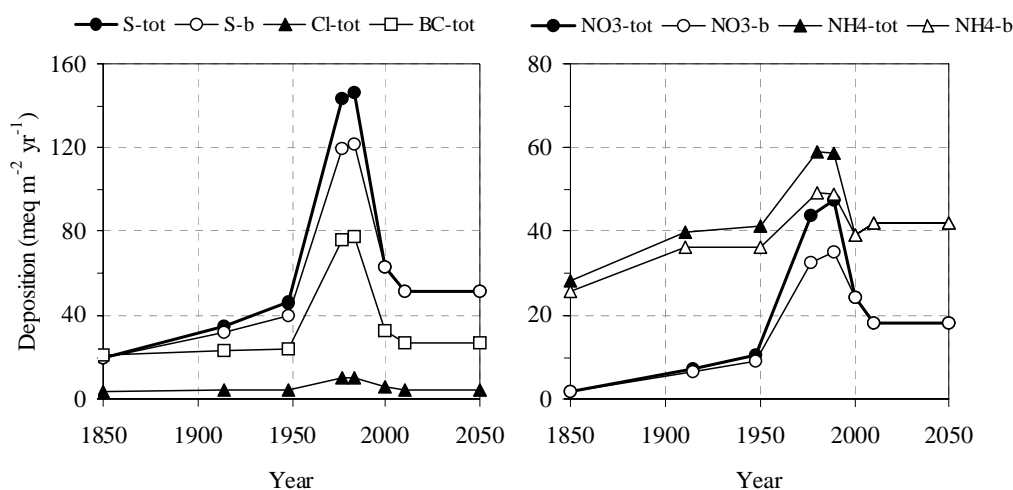 S-tot S-b Cl-tot BC-tot
NO3-tot NO3-b NH4-tot NH4-b
Deposition (meq m⁻² yr⁻¹)
160
120
80
40
0
1850 1900 1950 2000 2050
Year
80
60
40
20
0
1850 1900 1950 2000 2050
Year